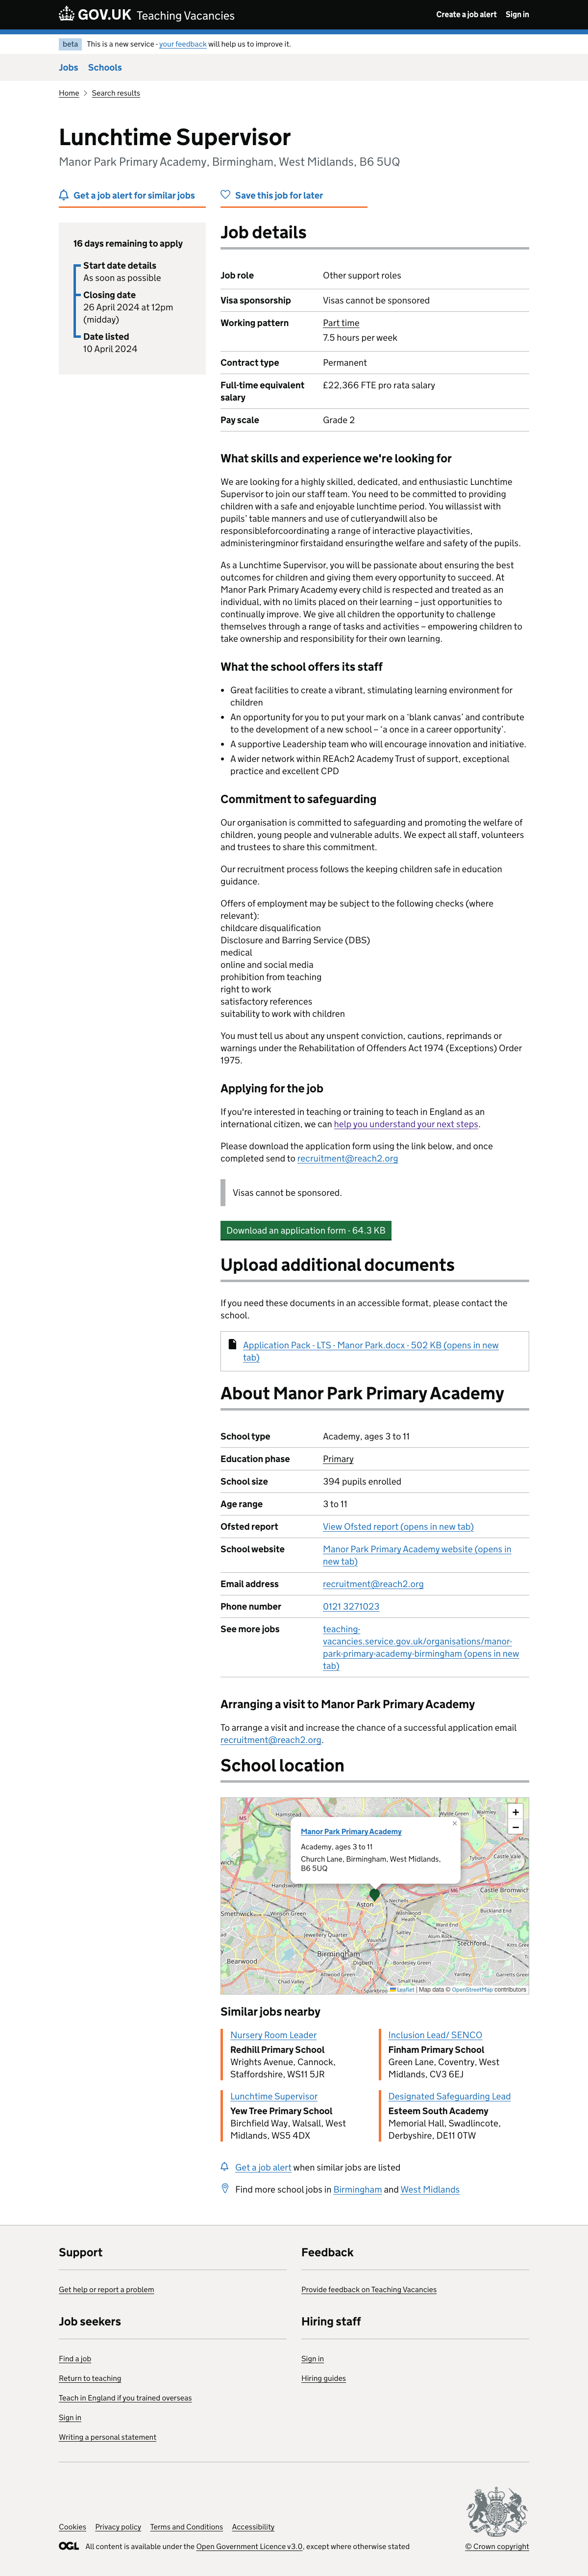 GOV.UK Teaching Vacancies
Create a job alert Sign in
beta This is a new service - your feedback will help us to improve it.
Jobs Schools
Home Search results
Lunchtime Supervisor
Manor Park Primary Academy, Birmingham, West Midlands, B6 5UQ
Get a job alert for similar jobs
Save this job for later
16 days remaining to apply
Start date details
As soon as possible
Closing date
26 April 2024 at 12pm
(midday)
Date listed
10 April 2024
Job details
Job role Other support roles
Visa sponsorship Visas cannot be sponsored
Working pattern Part time
7.5 hours per week
Contract type Permanent
Full-time equivalent £22,366 FTE pro rata salary
salary
Pay scale Grade 2
What skills and experience we're looking for
We are looking for a highly skilled, dedicated, and enthusiastic Lunchtime
Supervisor to join our staff team. You need to be committed to providing
children with a safe and enjoyable lunchtime period. You willassist with
pupils' table manners and use of cutleryandwill also be
responsibleforcoordinating a range of interactive playactivities,
administeringminor firstaidand ensuringthe welfare and safety of the pupils.
As a Lunchtime Supervisor, you will be passionate about ensuring the best
outcomes for children and giving them every opportunity to succeed. At
Manor Park Primary Academy every child is respected and treated as an
individual, with no limits placed on their learning – just opportunities to
continually improve. We give all children the opportunity to challenge
themselves through a range of tasks and activities – empowering children to
take ownership and responsibility for their own learning.
What the school offers its staff
• Great facilities to create a vibrant, stimulating learning environment for
children
• An opportunity for you to put your mark on a 'blank canvas' and contribute
to the development of a new school – 'a once in a career opportunity'.
• A supportive Leadership team who will encourage innovation and initiative.
• A wider network within REAch2 Academy Trust of support, exceptional
practice and excellent CPD
Commitment to safeguarding
Our organisation is committed to safeguarding and promoting the welfare of
children, young people and vulnerable adults. We expect all staff, volunteers
and trustees to share this commitment.
Our recruitment process follows the keeping children safe in education
guidance.
Offers of employment may be subject to the following checks (where
relevant):
childcare disqualification
Disclosure and Barring Service (DBS)
medical
online and social media
prohibition from teaching
right to work
satisfactory references
suitability to work with children
You must tell us about any unspent conviction, cautions, reprimands or
warnings under the Rehabilitation of Offenders Act 1974 (Exceptions) Order
1975.
Applying for the job
If you're interested in teaching or training to teach in England as an
international citizen, we can help you understand your next steps.
Please download the application form using the link below, and once
completed send to recruitment@reach2.org
Visas cannot be sponsored.
Download an application form - 64.3 KB
Upload additional documents
If you need these documents in an accessible format, please contact the
school.
Application Pack - LTS - Manor Park.docx - 502 KB (opens in new
tab)
About Manor Park Primary Academy
School type Academy, ages 3 to 11
Education phase Primary
School size 394 pupils enrolled
Age range 3 to 11
Ofsted report View Ofsted report (opens in new tab)
School website Manor Park Primary Academy website (opens in
new tab)
Email address recruitment@reach2.org
Phone number 0121 3271023
See more jobs teaching-
vacancies.service.gov.uk/organisations/manor-
park-primary-academy-birmingham (opens in new
tab)
Arranging a visit to Manor Park Primary Academy
To arrange a visit and increase the chance of a successful application email
recruitment@reach2.org.
School location
+
−
×
Manor Park Primary Academy
Academy, ages 3 to 11
Church Lane, Birmingham, West Midlands,
B6 5UQ
Hamstead
M5
Walmley
Tyburn
Castle Vale
M6
Castle Bromwich
Handsworth
Aston
Nechells
Smethwick
Winson Green
Washwood
Heath
Ward End
Buckland End
Jewellery Quarter
Vauxhall
Saltley
Alum Rock
Shard End
Stechford
Birmingham
Digbeth
Bordesley Green
Bearwood
Attwood Green
Small Heath
Yardley
Garretts Green
Chad Valley
Sparkbrook
Leaflet | Map data © OpenStreetMap contributors
Similar jobs nearby
Nursery Room Leader
Redhill Primary School
Wrights Avenue, Cannock,
Staffordshire, WS11 5JR
Inclusion Lead/ SENCO
Finham Primary School
Green Lane, Coventry, West
Midlands, CV3 6EJ
Lunchtime Supervisor
Yew Tree Primary School
Birchfield Way, Walsall, West
Midlands, WS5 4DX
Designated Safeguarding Lead
Esteem South Academy
Memorial Hall, Swadlincote,
Derbyshire, DE11 0TW
Get a job alert when similar jobs are listed
Find more school jobs in Birmingham and West Midlands
Support
Get help or report a problem
Feedback
Provide feedback on Teaching Vacancies
Job seekers
Find a job
Return to teaching
Teach in England if you trained overseas
Sign in
Writing a personal statement
Hiring staff
Sign in
Hiring guides
Cookies Privacy policy Terms and Conditions Accessibility
OGL All content is available under the Open Government Licence v3.0, except where otherwise stated
© Crown copyright